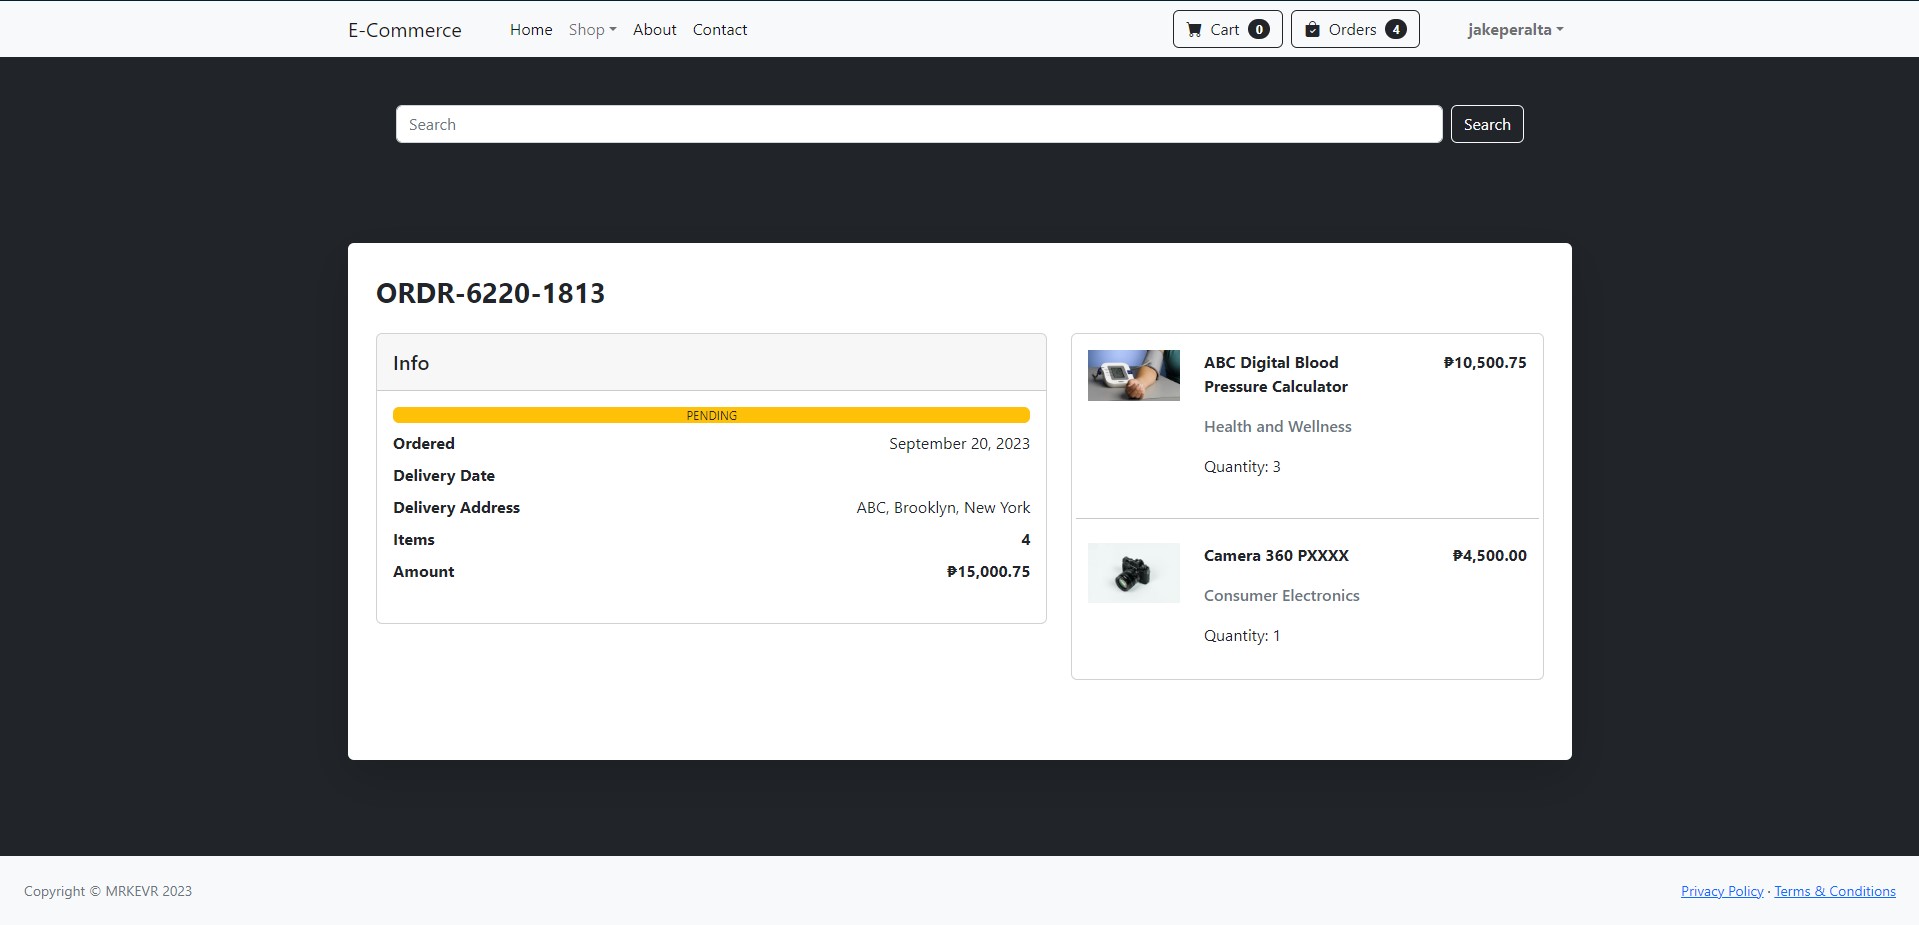 E-Commerce Home Shop About Contact Cart 0 Orders 4 jakeperalta
Search Search
ORDR-6220-1813
Info
PENDING
Ordered September 20, 2023
Delivery Date
Delivery Address ABC, Brooklyn, New York
Items 4
Amount ₱15,000.75
ABC Digital Blood ₱10,500.75
Pressure Calculator
Health and Wellness
Quantity: 3
Camera 360 PXXXX ₱4,500.00
Consumer Electronics
Quantity: 1
Copyright © MRKEVR 2023 Privacy Policy · Terms & Conditions